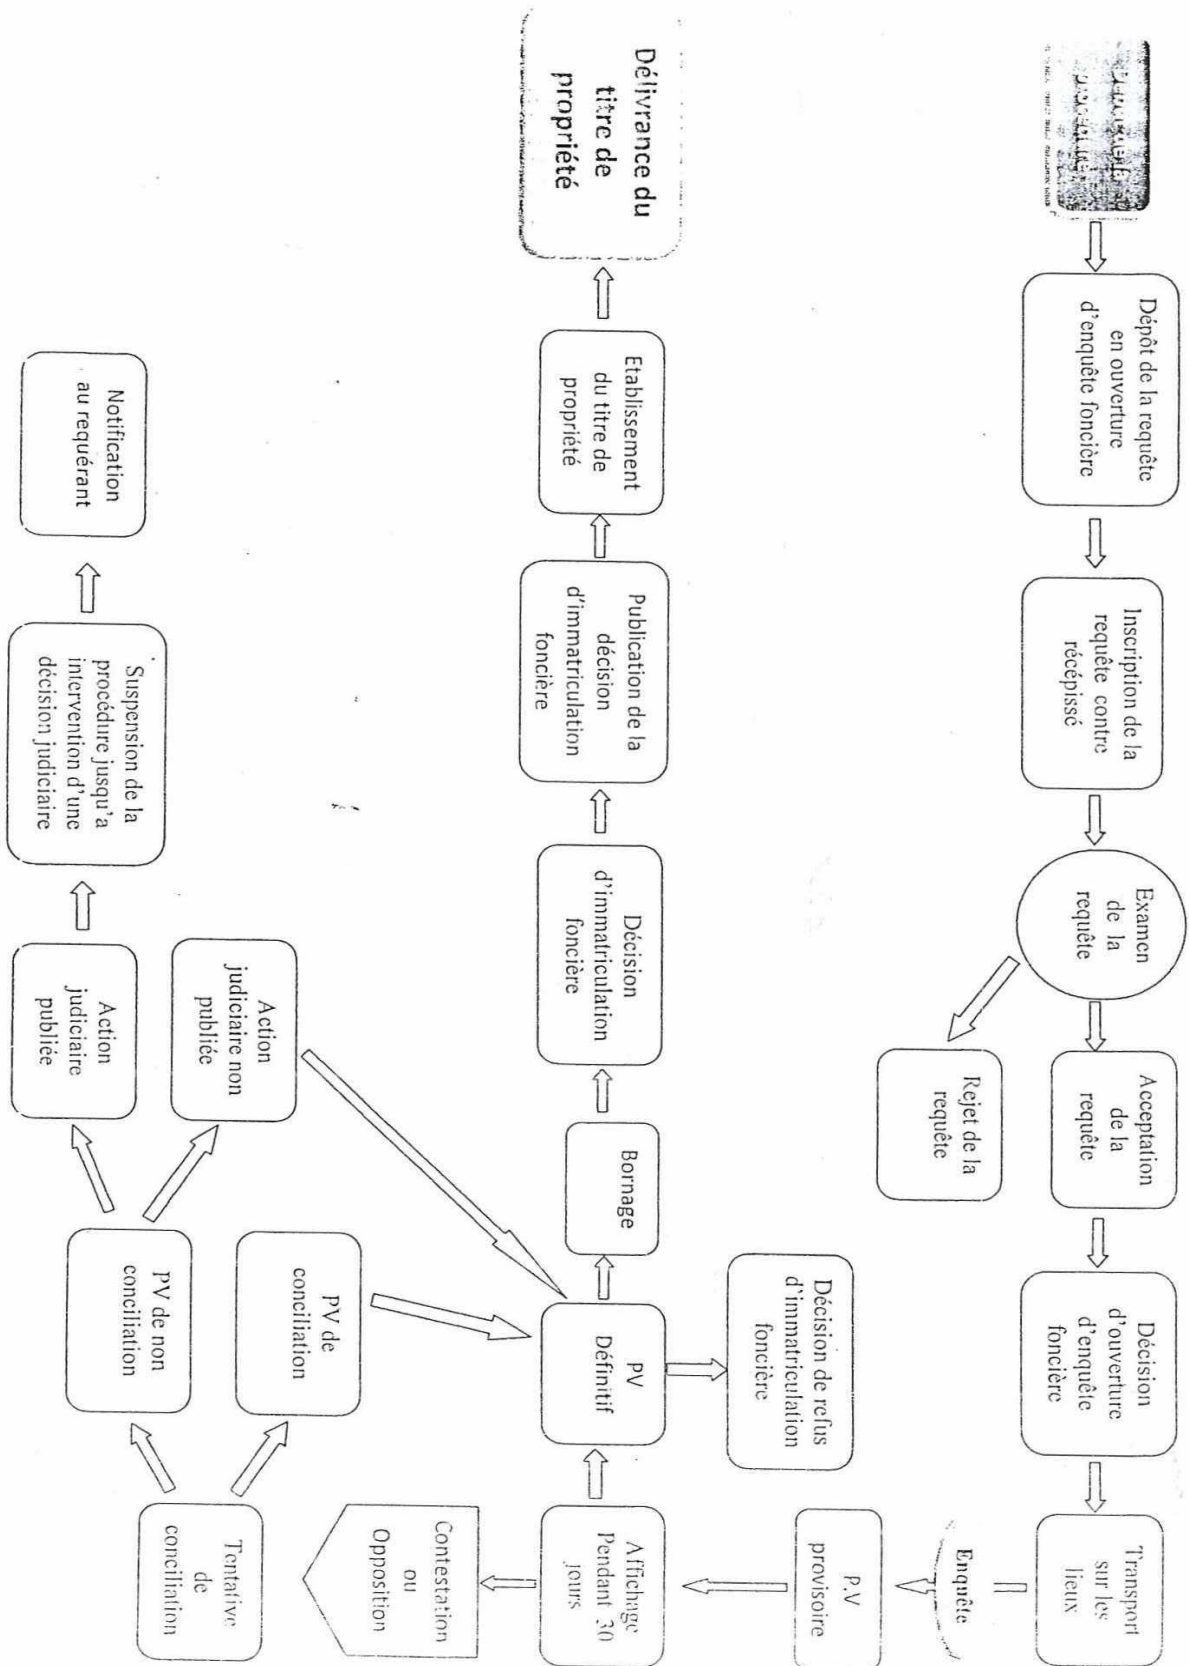 Dépôt de la requête
en ouverture
d'enquête foncière
Inscription de la
requête contre
récépissé
Examen
de la
requête
Acceptation
de la
requête
Rejet de la
requête
Décision
d'ouverture
d'enquête
foncière
Transport
sur les
lieux
Enquête
P.V
provisoire
Affichage
Pendant 30
jours
Contestation
ou
Opposition
Tentative
de
conciliation
PV de
conciliation
PV de non
conciliation
Action
judiciaire non
publiée
Action
judiciaire
publiée
Suspension de la
procédure jusqu'a
intervention d'une
décision judiciaire
Notification
au requérant
PV
Définitif
Décision de refus
d'immatriculation
foncière
Bornage
Décision
d'immatriculation
foncière
Publication de la
décision
d'immatriculation
foncière
Etablissement
du titre de
propriété
Délivrance du
titre de
propriété